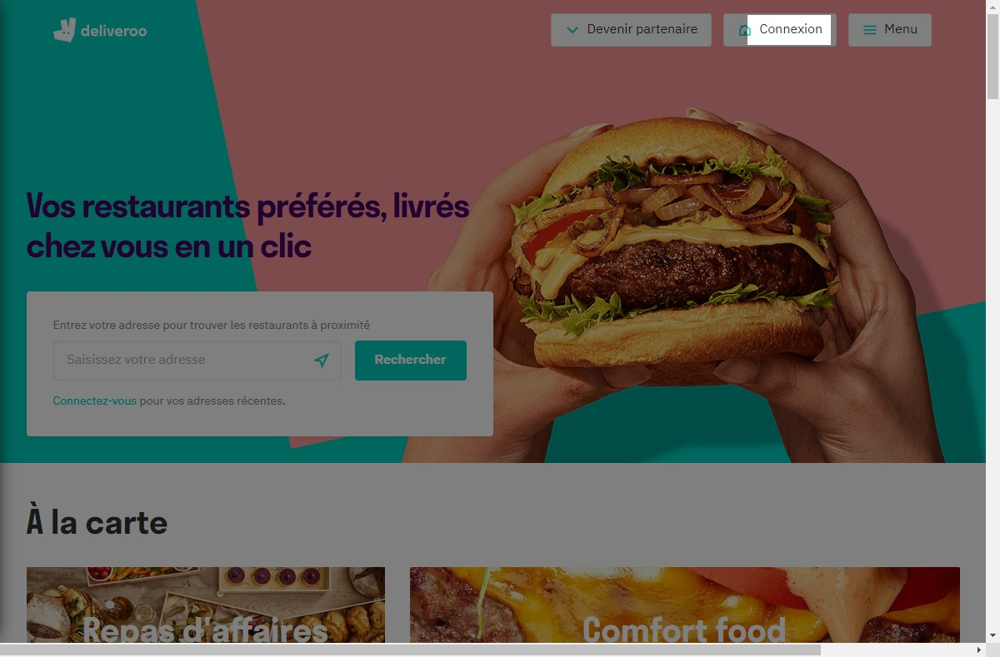 deliveroo
Devenir partenaire
Connexion
Menu
Vos restaurants préférés, livrés
chez vous en un clic
Entrez votre adresse pour trouver les restaurants à proximité
Saisissez votre adresse
Rechercher
Connectez-vous pour vos adresses récentes.
À la carte
Repas d'affaires
Comfort food